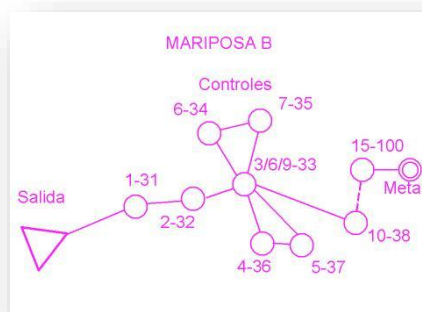 MARIPOSA B
Controles
7-35
6-34
15-100
3/6/9-33
1-31
Salida
Meta
2-32
10-38
4-36
5-37